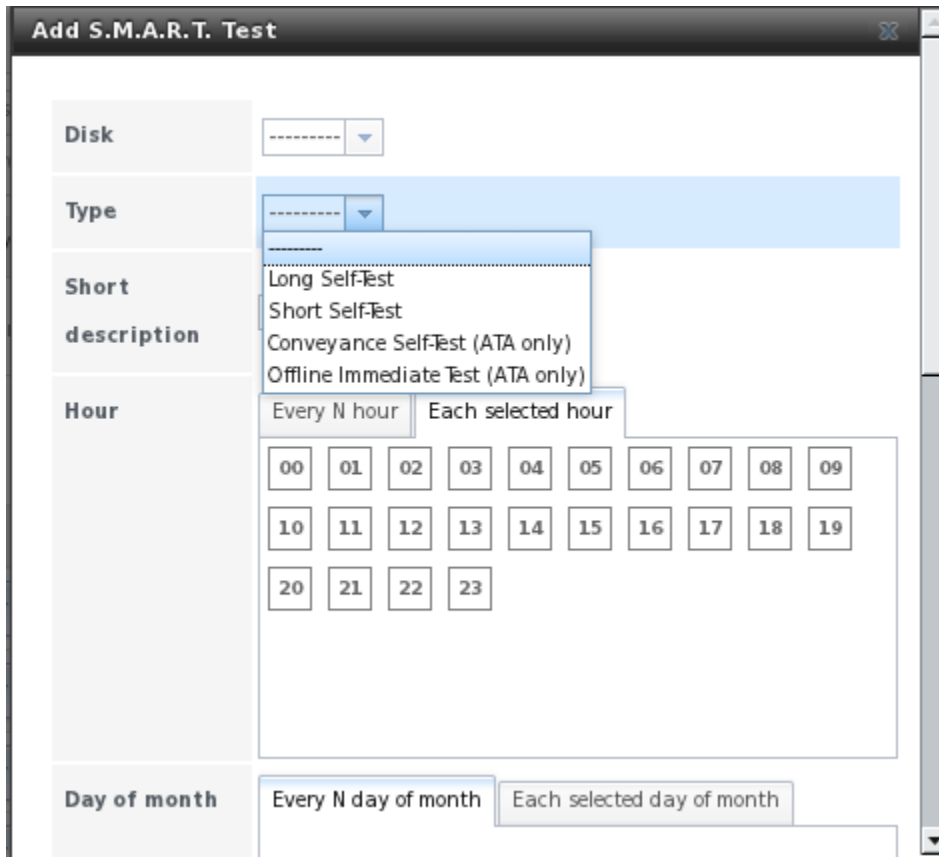 Add S.M.A.R.T. Test
Disk
---------
Type
---------
---------
Long Self-Test
Short Self-Test
Conveyance Self-Test (ATA only)
Offline Immediate Test (ATA only)
Short
description
Hour
Every N hour Each selected hour
00 01 02 03 04 05 06 07 08 09
10 11 12 13 14 15 16 17 18 19
20 21 22 23
Day of month
Every N day of month Each selected day of month